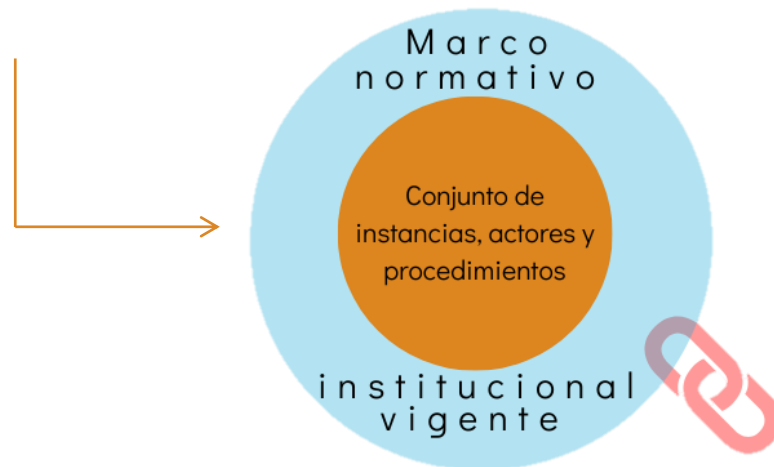 Marco
normativo
Conjunto de
instancias, actores y
procedimientos
institucional
vigente